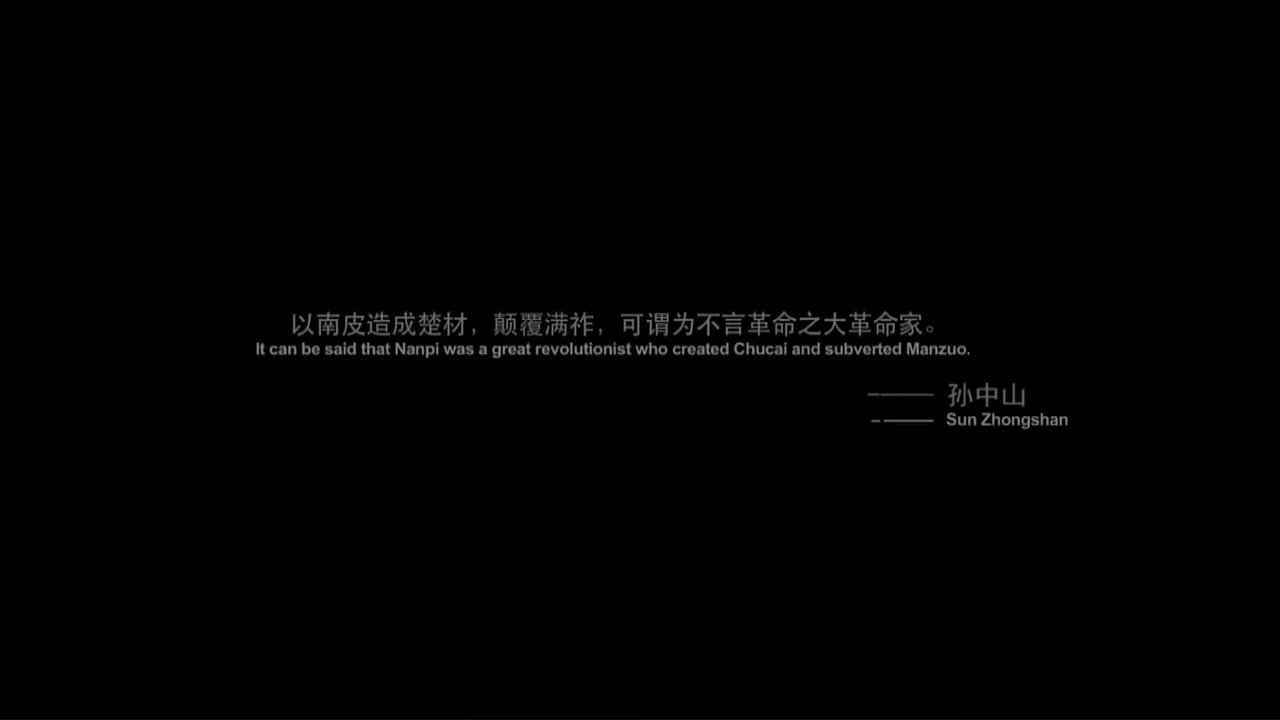 以南皮造成楚材，颠覆满祚，可谓为不言革命之大革命家。
It can be said that Nanpi was a great revolutionist who created Chucai and subverted Manzuo.
—— 孙中山
—— Sun Zhongshan